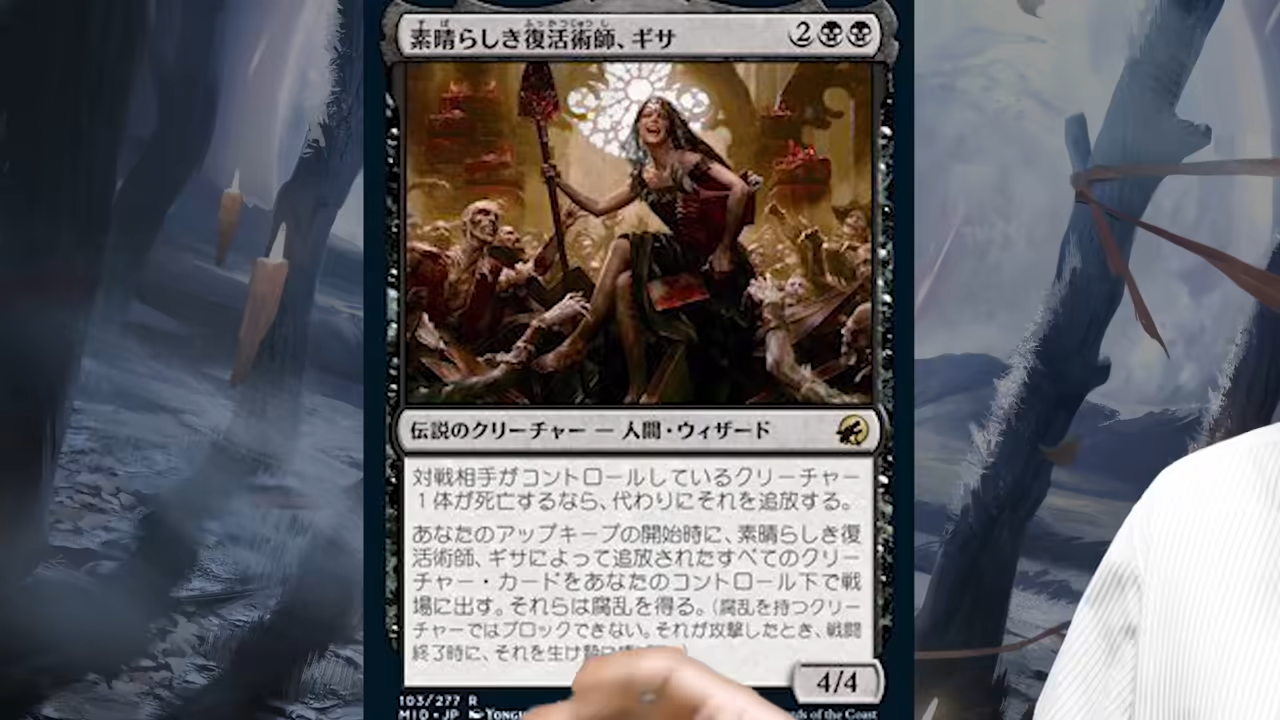 素晴らしき復活術師、ギサ 2
伝説のクリーチャー — 人間・ウィザード
対戦相手がコントロールしているクリーチャー
1体が死亡するなら、代わりにそれを追放する。
あなたのアップキープの開始時に、素晴らしき復
活術師、ギサによって追放されたすべてのクリー
チャー・カードをあなたのコントロール下で戦
場に出す。それらは腐乱を得る。（腐乱を持つクリー
チャーではブロックできない。それが攻撃したとき、戦闘
終了時に、それを生け贄に
4/4
103/277 R
MID • JP
ds of the Coast